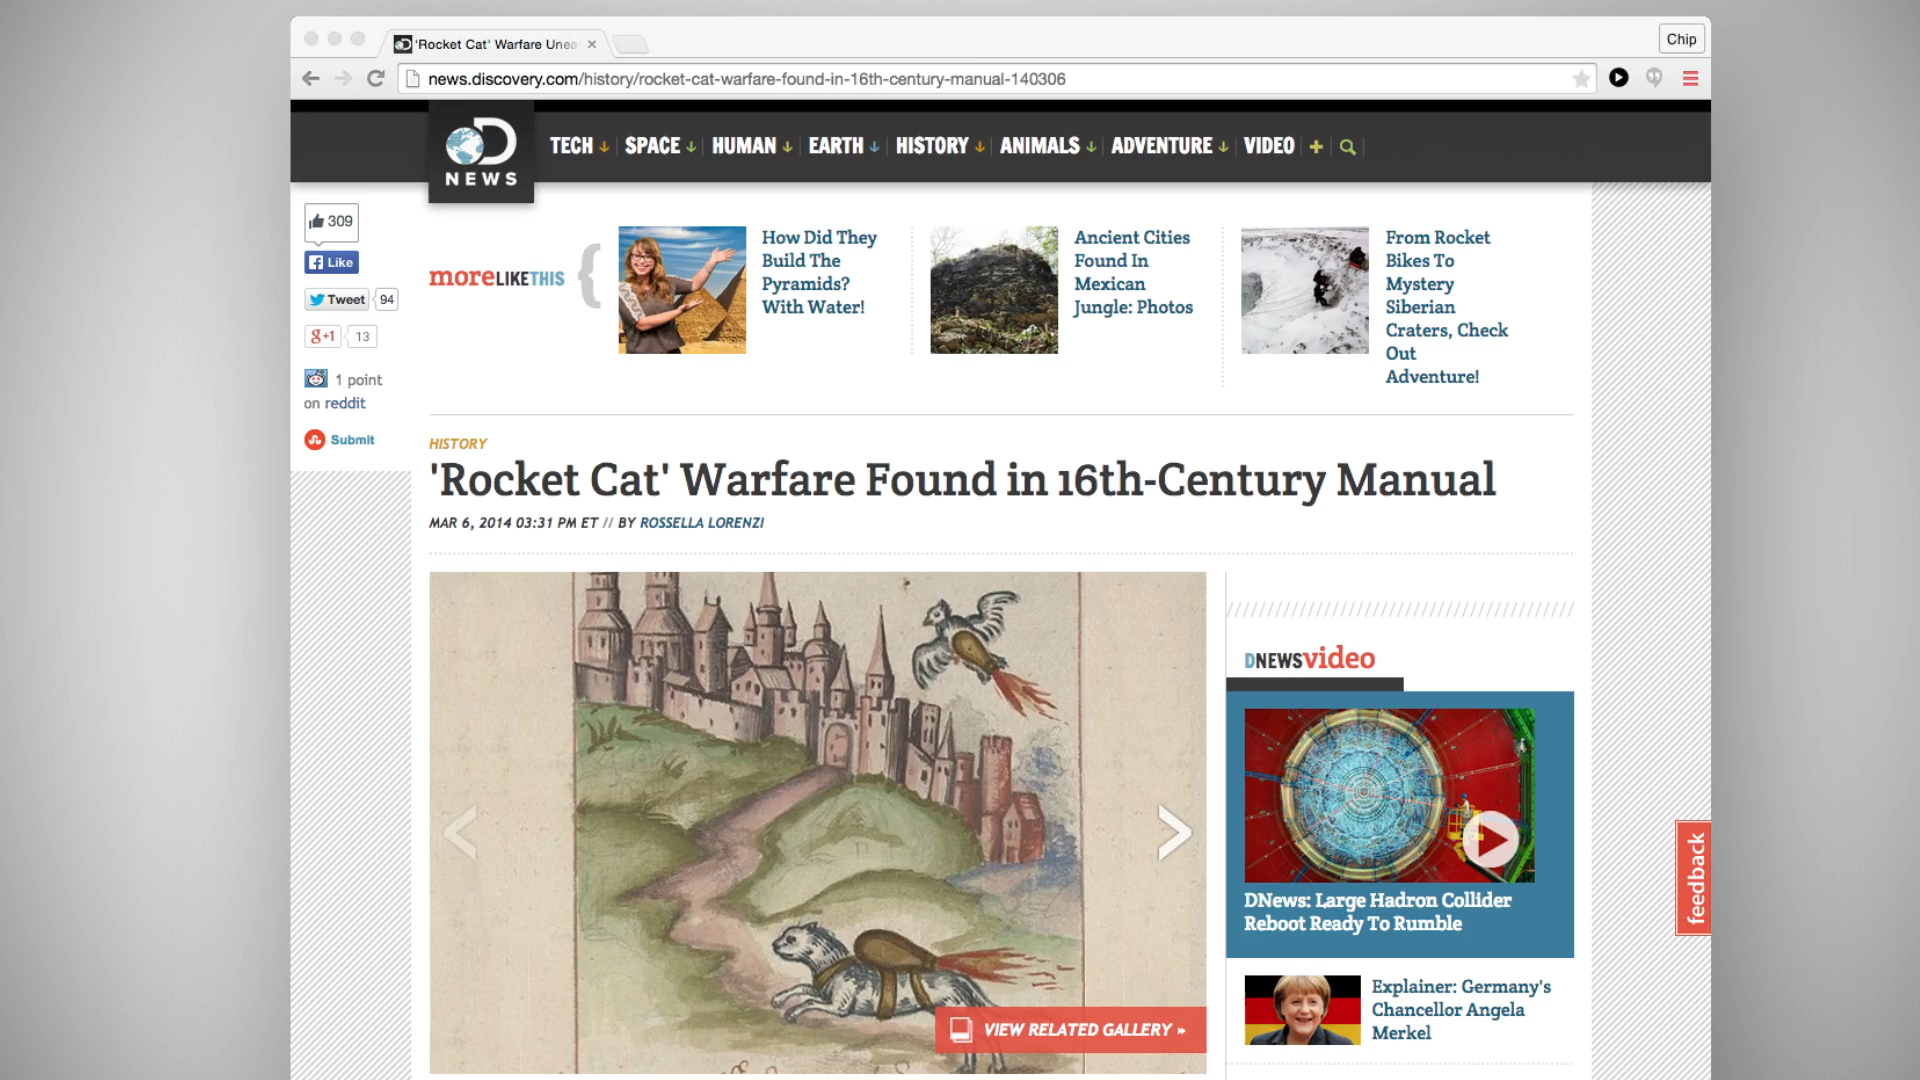 'Rocket Cat' Warfare Unea
Chip
news.discovery.com/history/rocket-cat-warfare-found-in-16th-century-manual-140306
D
NEWS
TECH SPACE HUMAN EARTH HISTORY ANIMALS ADVENTURE VIDEO +
309
Like
Tweet 94
g+1 13
1 point
on reddit
Submit
moreLIKETHIS {
How Did They
Build The
Pyramids?
With Water!
Ancient Cities
Found In
Mexican
Jungle: Photos
From Rocket
Bikes To
Mystery
Siberian
Craters, Check
Out
Adventure!
HISTORY
'Rocket Cat' Warfare Found in 16th-Century Manual
MAR 6, 2014 03:31 PM ET // BY ROSSELLA LORENZI
VIEW RELATED GALLERY »
DNEWSvideo
DNews: Large Hadron Collider
Reboot Ready To Rumble
Explainer: Germany's
Chancellor Angela
Merkel
feedback